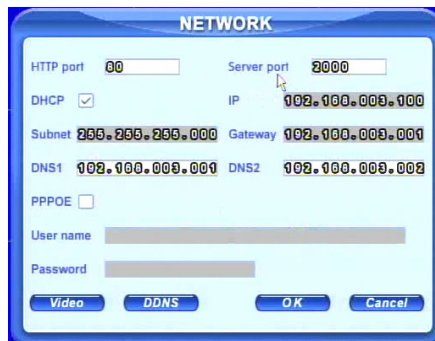 NETWORK
HTTP port 80 Server port 2000
DHCP IP 192.168.003.100
Subnet 255.255.255.000 Gateway 192.168.003.001
DNS1 192.168.003.001 DNS2 192.168.003.002
PPPOE
User name
Password
Video DDNS OK Cancel